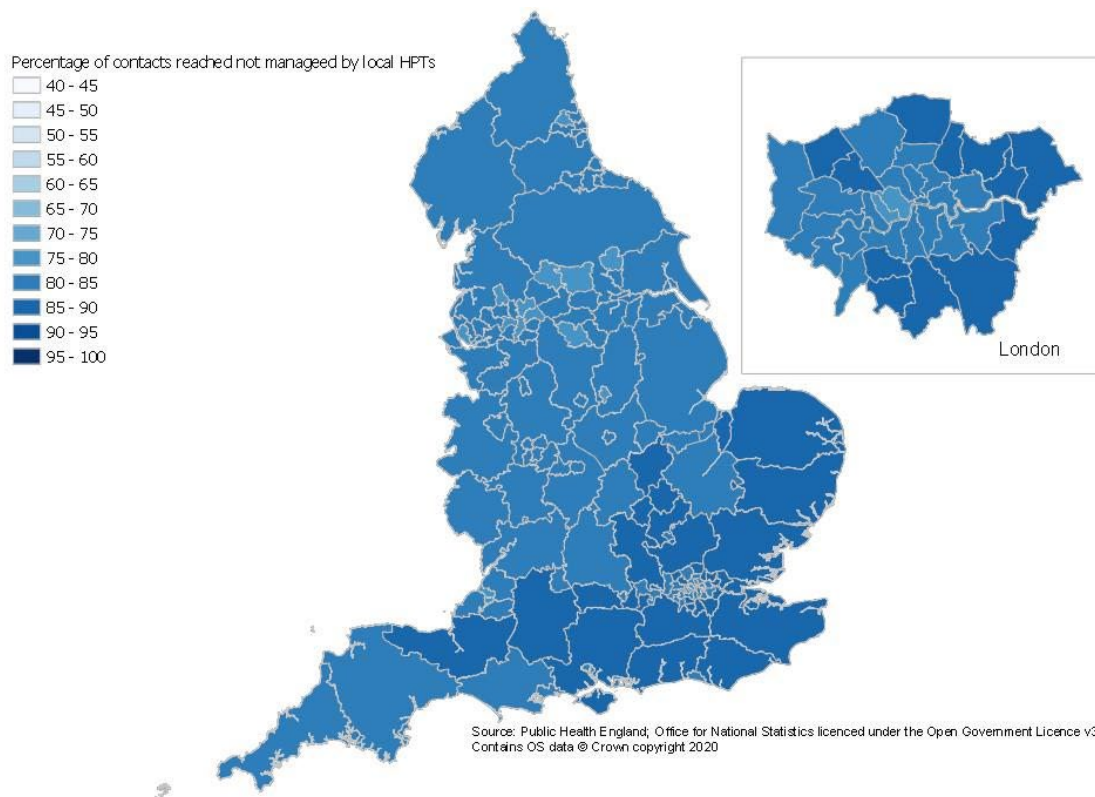 Percentage of contacts reached not manageed by local HPTs
40 - 45
45 - 50
50 - 55
55 - 60
60 - 65
65 - 70
70 - 75
75 - 80
80 - 85
85 - 90
90 - 95
95 - 100
London
Source: Public Health England; Office for National Statistics licenced under the Open Government Licence v3
Contains OS data © Crown copyright 2020